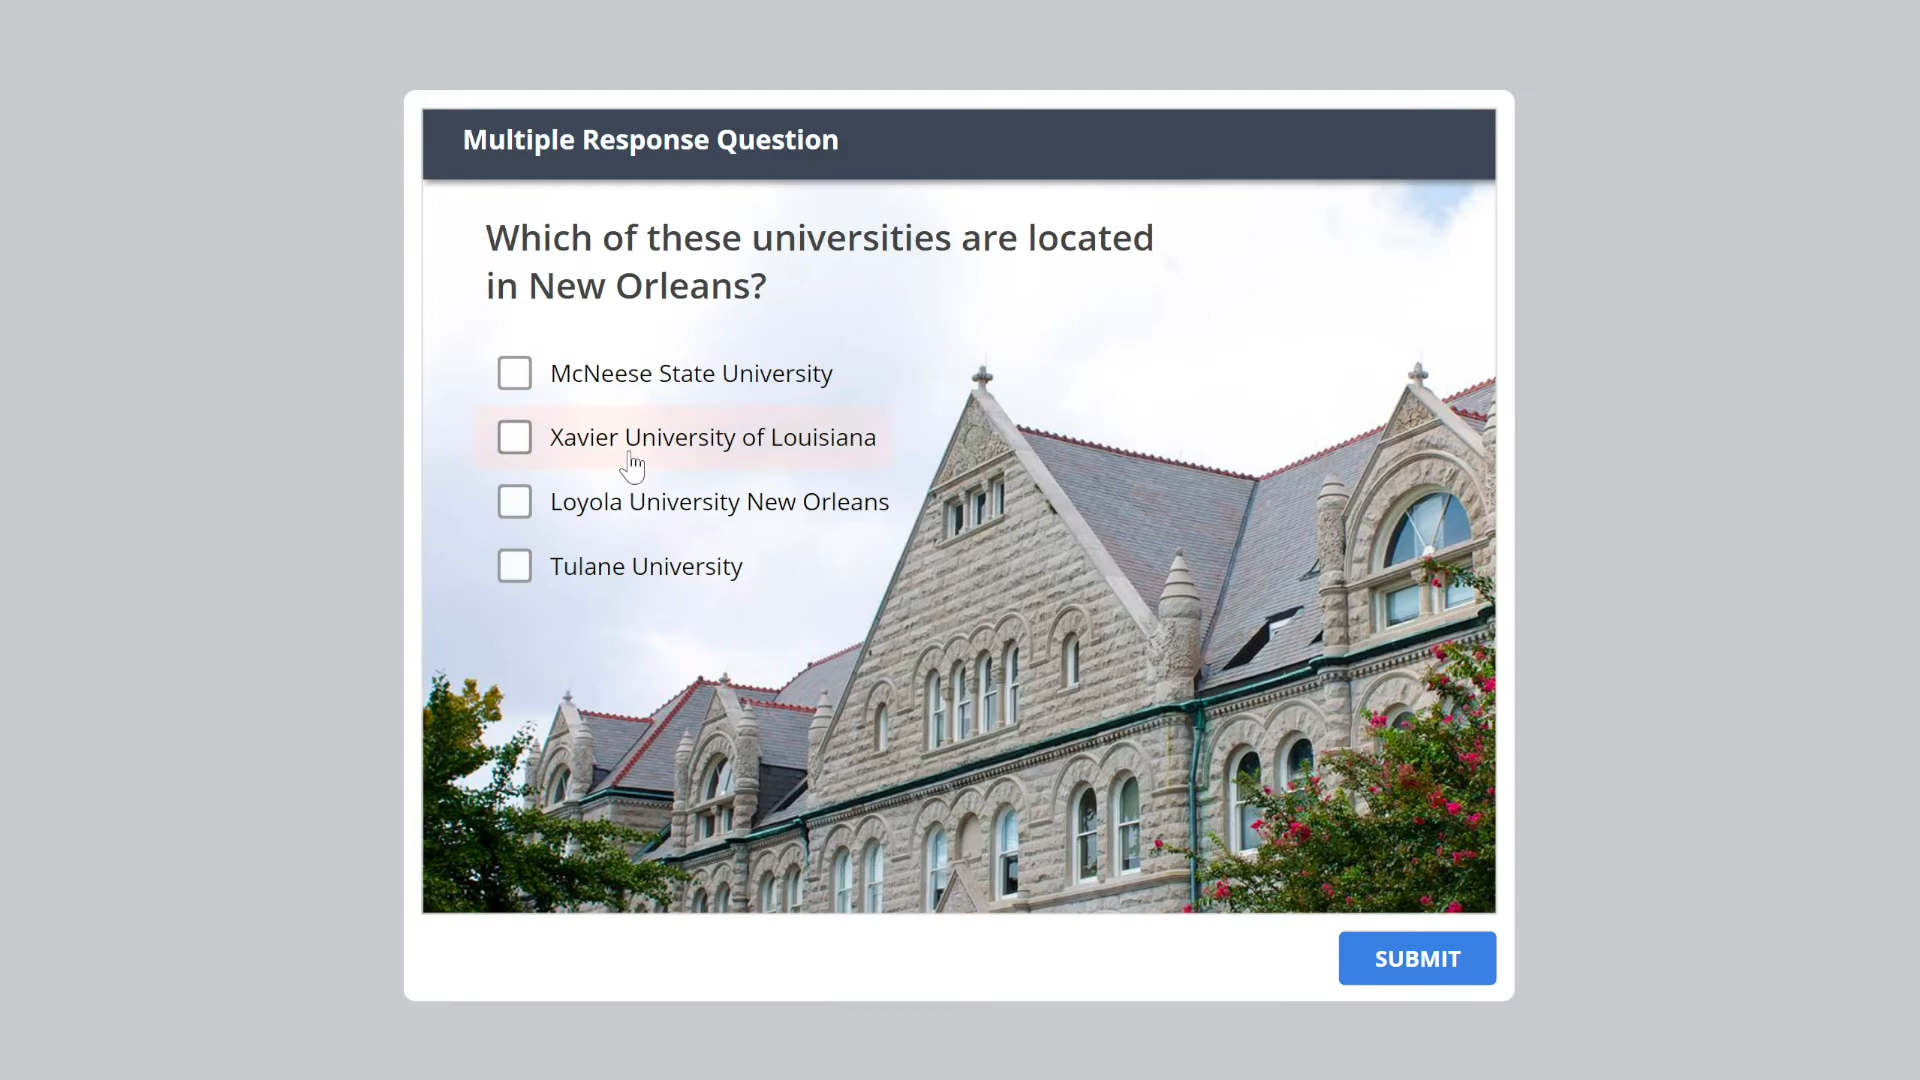 Multiple Response Question
Which of these universities are located
in New Orleans?
McNeese State University
Xavier University of Louisiana
Loyola University New Orleans
Tulane University
SUBMIT